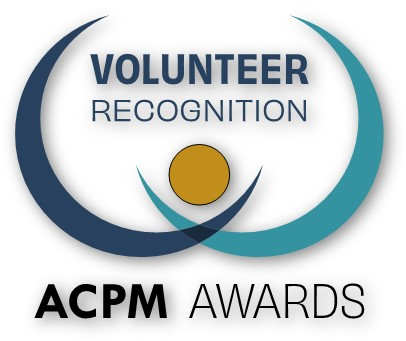 VOLUNTEER
RECOGNITION
ACPM AWARDS